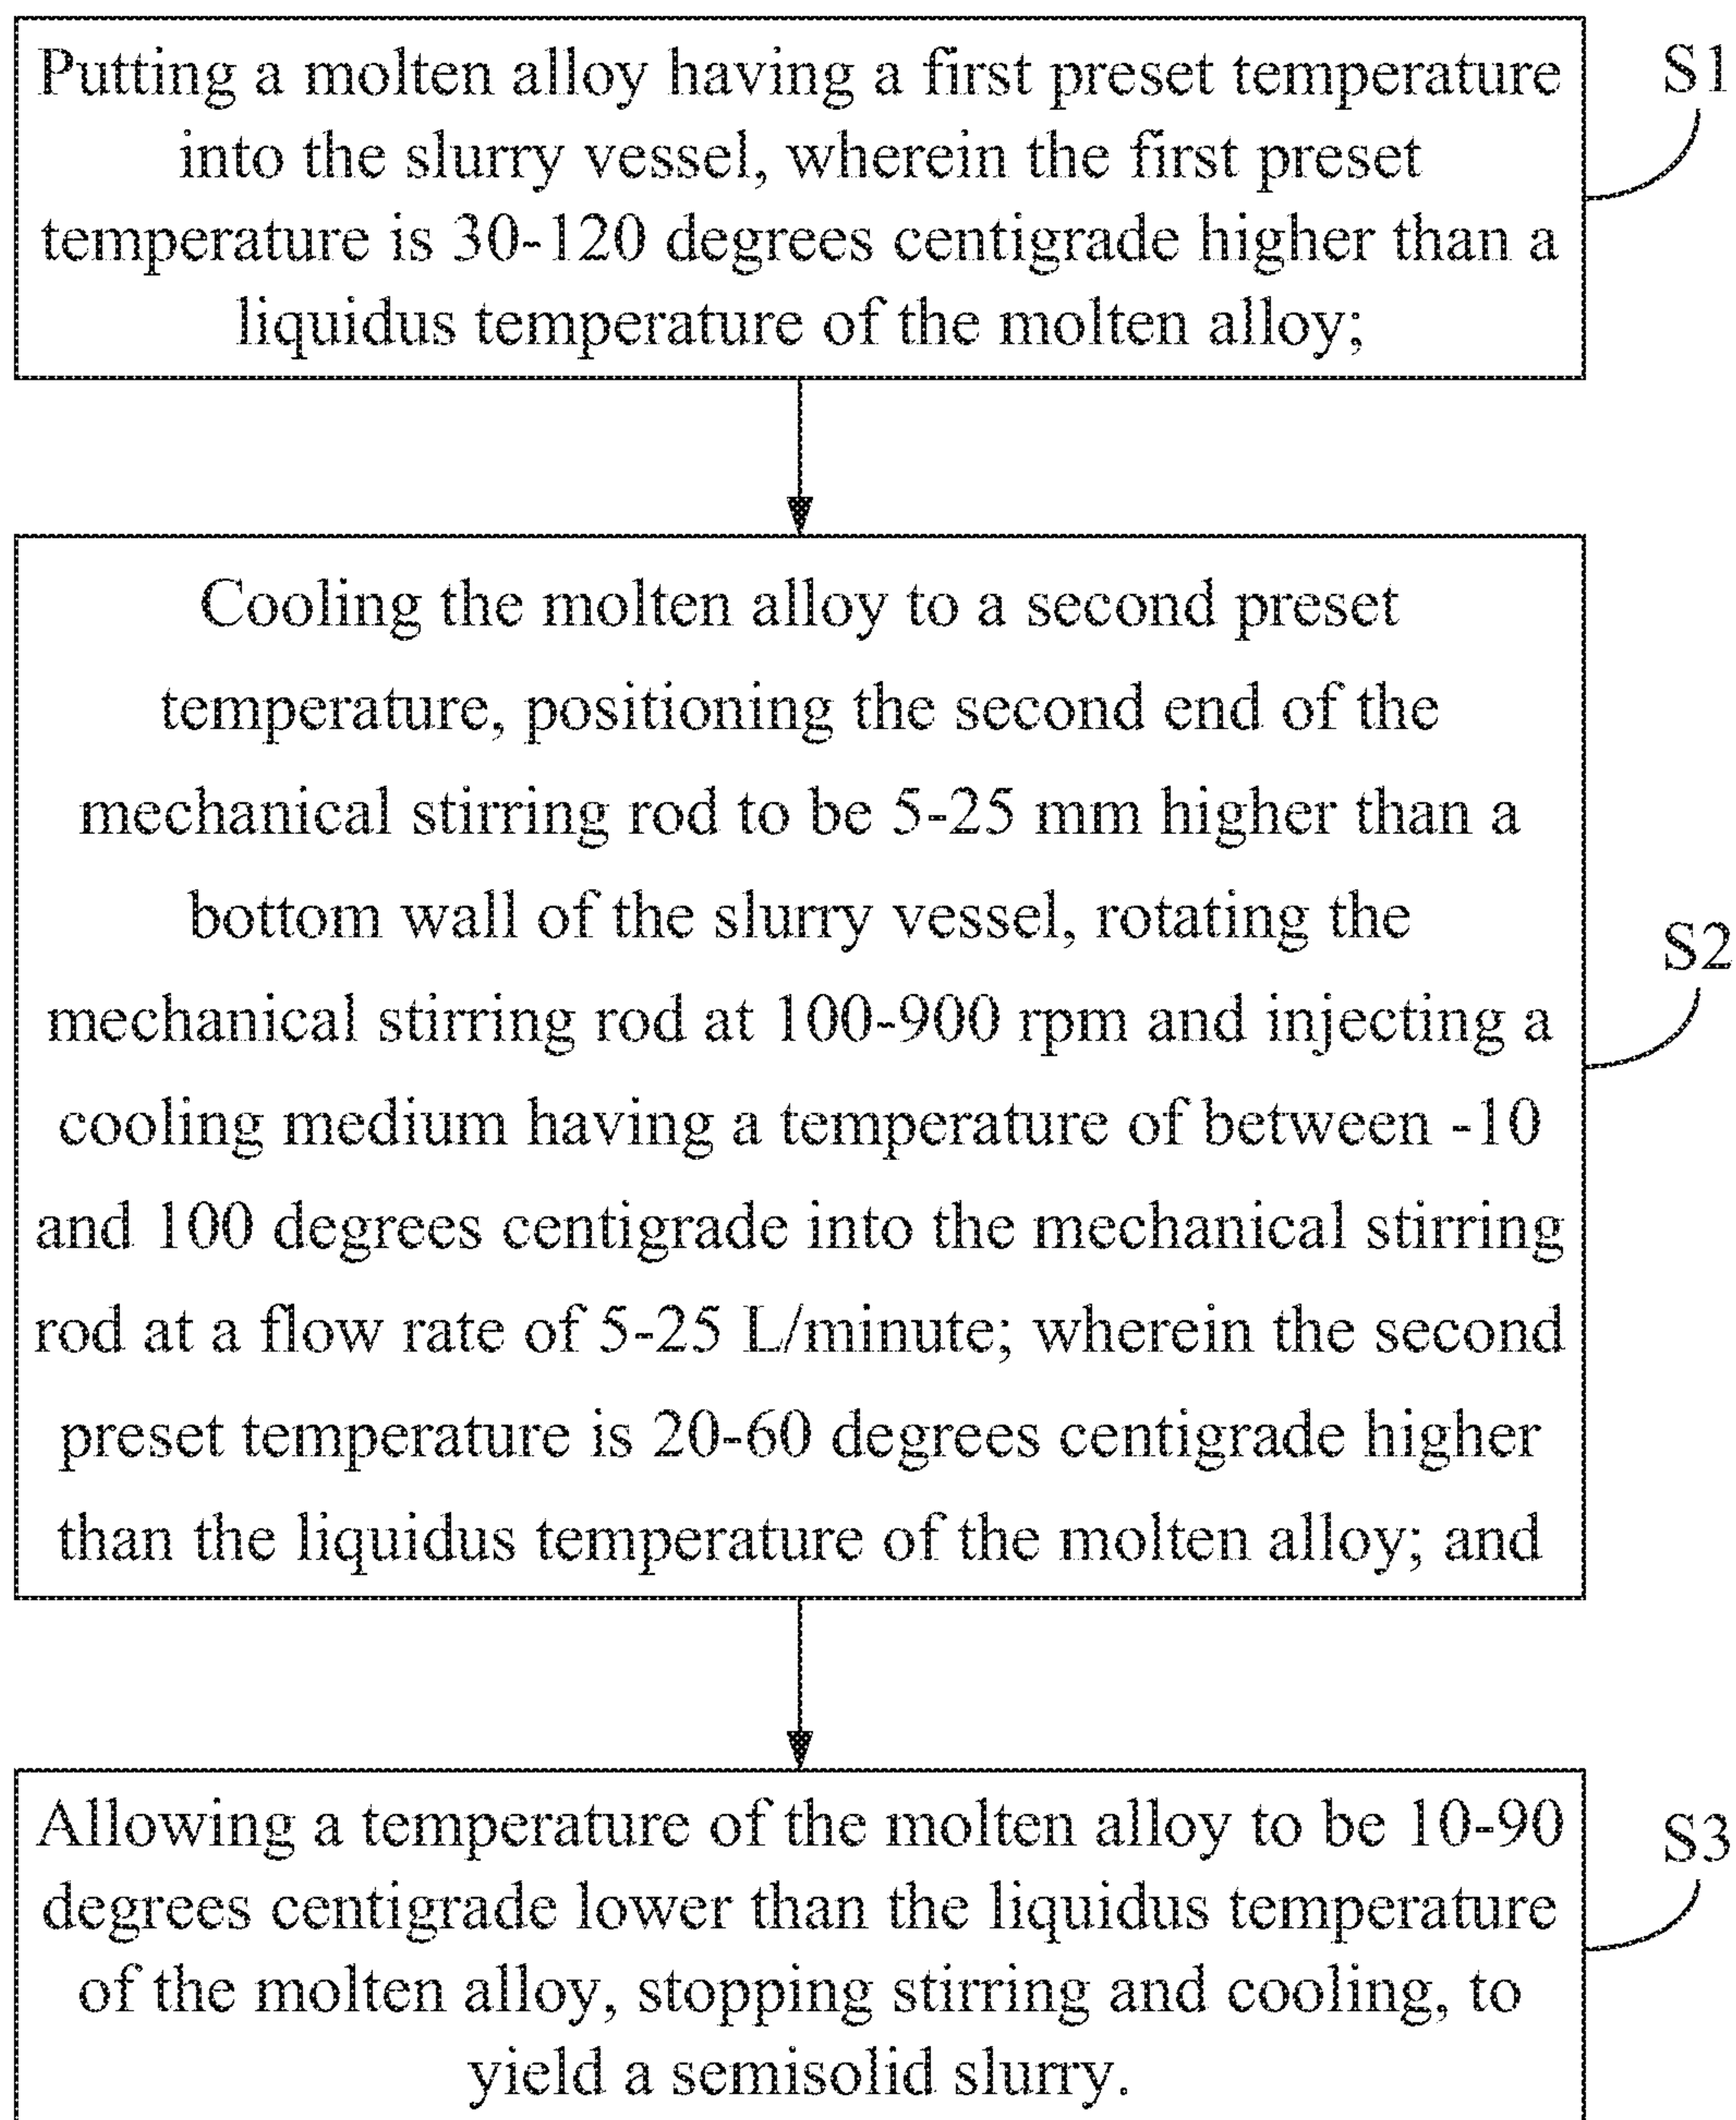 Putting a molten alloy having a first preset temperature
into the slurry vessel, wherein the first preset
temperature is 30-120 degrees centigrade higher than a
liquidus temperature of the molten alloy;
S1
Cooling the molten alloy to a second preset
temperature, positioning the second end of the
mechanical stirring rod to be 5-25 mm higher than a
bottom wall of the slurry vessel, rotating the
mechanical stirring rod at 100-900 rpm and injecting a
cooling medium having a temperature of between -10
and 100 degrees centigrade into the mechanical stirring
rod at a flow rate of 5-25 L/minute; wherein the second
preset temperature is 20-60 degrees centigrade higher
than the liquidus temperature of the molten alloy; and
S2
Allowing a temperature of the molten alloy to be 10-90
degrees centigrade lower than the liquidus temperature
of the molten alloy, stopping stirring and cooling, to
yield a semisolid slurry.
S3